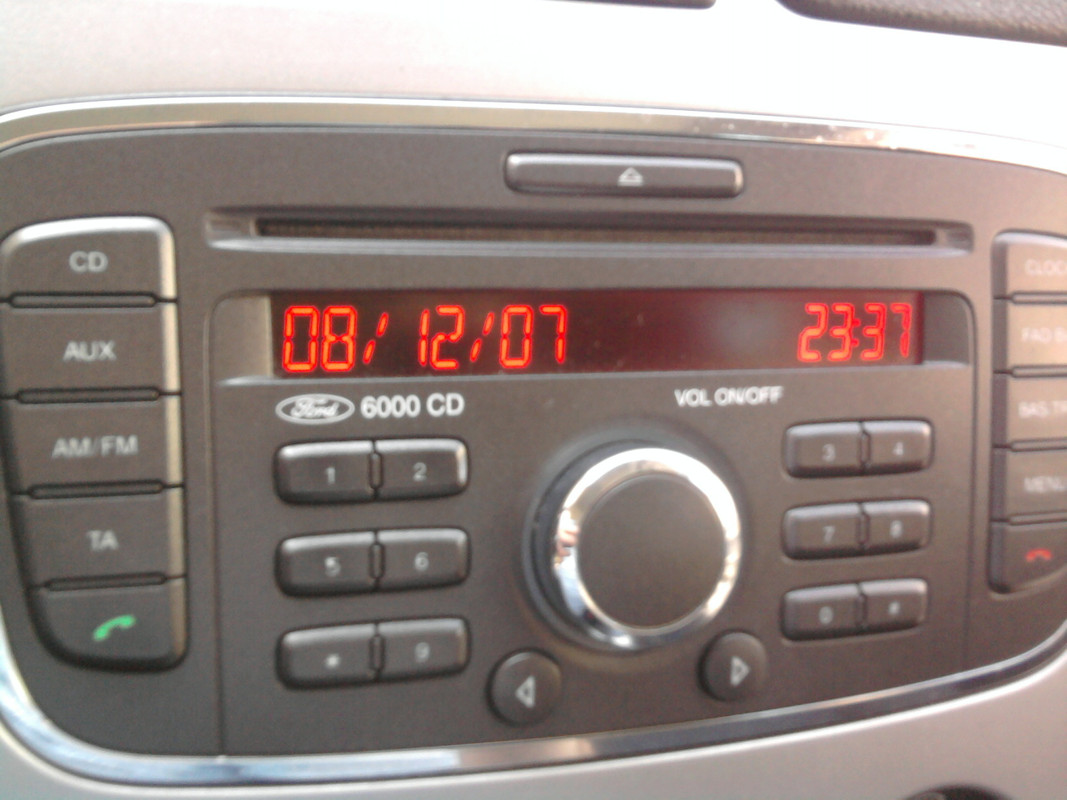 CD
AUX
AM/FM
TA
08/12/07 23:37
Ford 6000 CD
VOL ON/OFF
1 2
3 4
5 6
7 8
* 9
0 #
MENU